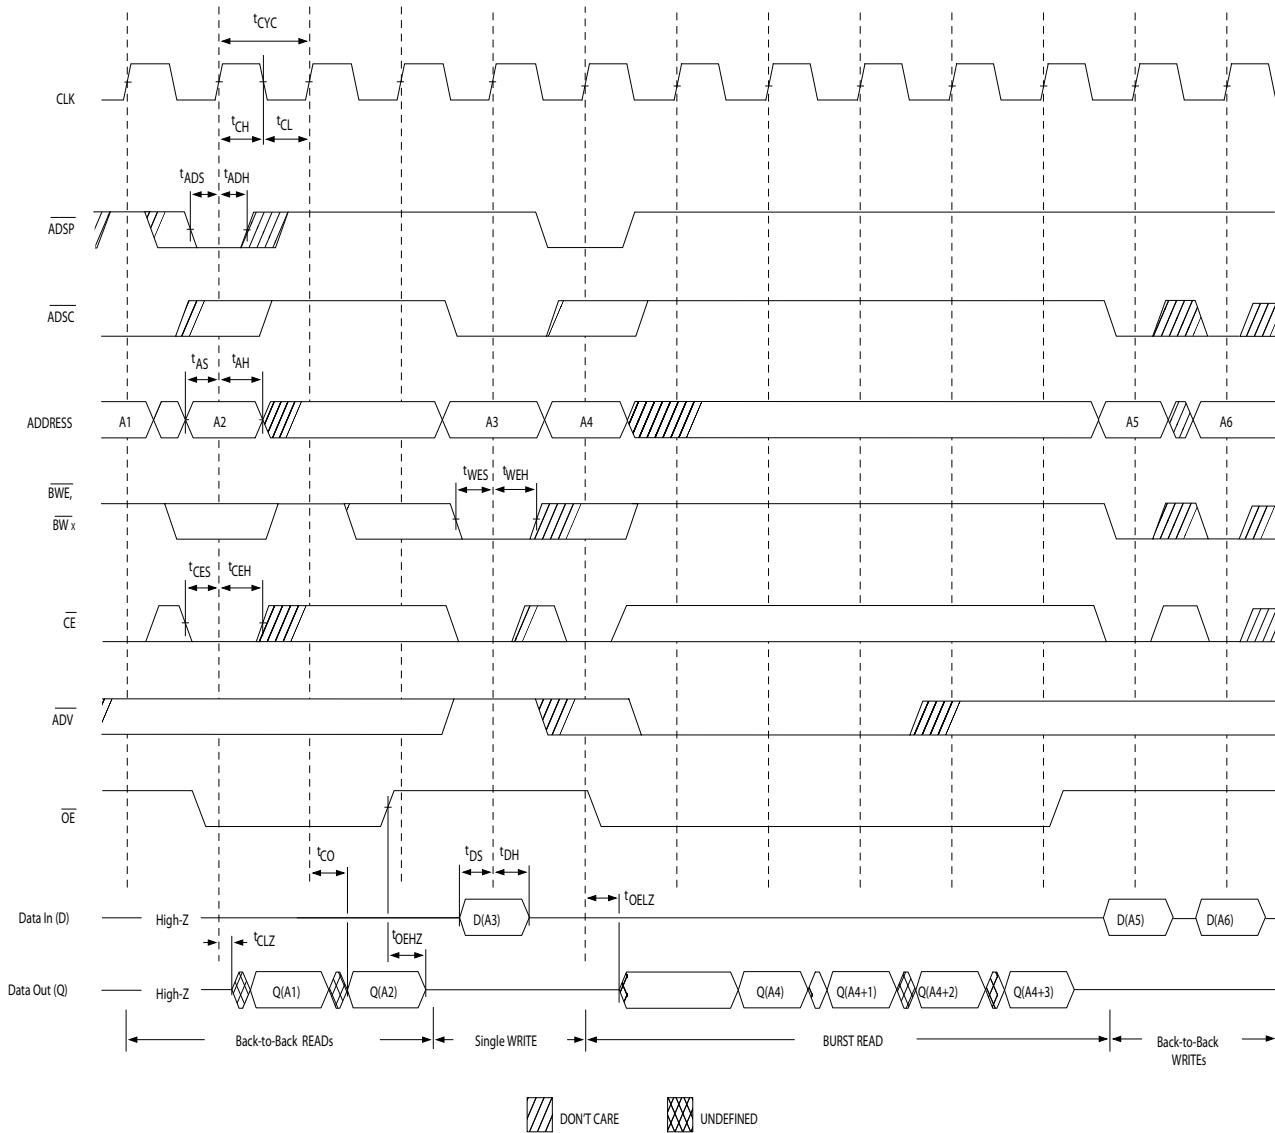 tCYC
CLK
tCH tCL
tADS tADH
ADSP
ADSC
tAS tAH
ADDRESS A1 A2 A3 A4 A5 A6
tWES tWEH
BWE,
BW x
tCES tCEH
CE
ADV
OE
tCO tDS tDH
tOELZ
Data In (D) High-Z D(A3) D(A5) D(A6)
tCLZ tOEHZ
Data Out (Q) High-Z Q(A1) Q(A2) Q(A4) Q(A4+1) Q(A4+2) Q(A4+3)
Back-to-Back READs Single WRITE BURST READ Back-to-Back
WRITEs
DON'T CARE UNDEFINED